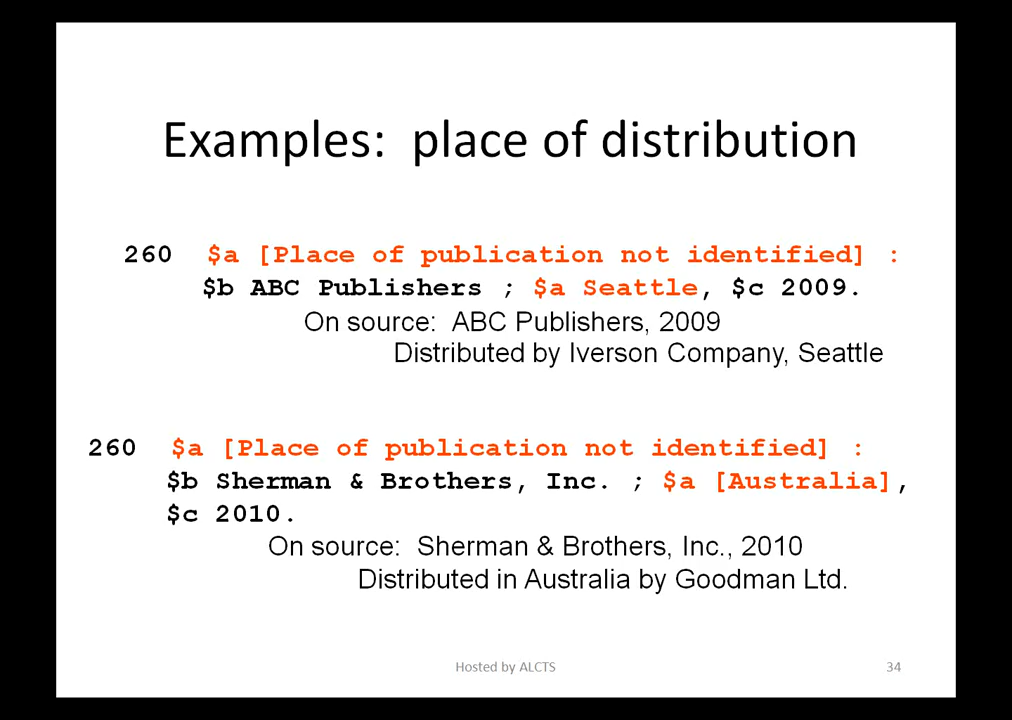 Examples: place of distribution
260 $a [Place of publication not identified] :
$b ABC Publishers ; $a Seattle, $c 2009.
On source: ABC Publishers, 2009
Distributed by Iverson Company, Seattle
260 $a [Place of publication not identified] :
$b Sherman & Brothers, Inc. ; $a [Australia],
$c 2010.
On source: Sherman & Brothers, Inc., 2010
Distributed in Australia by Goodman Ltd.
Hosted by ALCTS 34